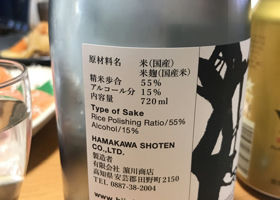 原材料名 米(国産)
米麹(国産米)
精米歩合 55%
アルコール分 15%
内容量 720ml
Type of Sake
Rice Polishing Ratio/55%
Alcohol/15%
HAMAKAWA SHOTEN
CO.,LTD.
製造者
有限会社 濵川商店
高知県安芸郡田野町2150
TEL 0887-38-2004